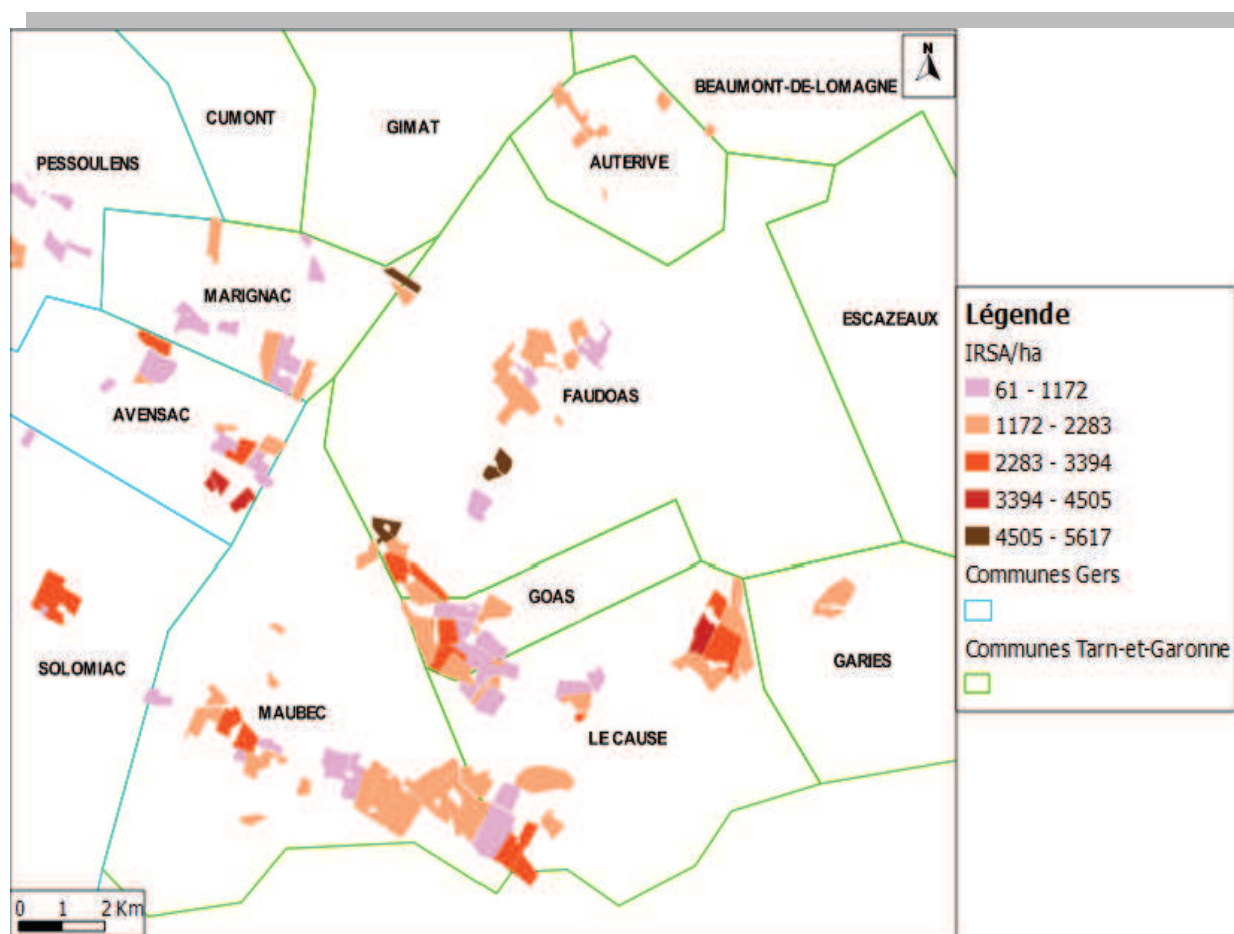 N
BEAUMONT-DE-LOMAGNE
CUMONT
GIMAT
PESSOULENS
AUTERIVE
MARIGNAC
ESCAZEAUX
FAUDOAS
AVENSAC
GOAS
SOLOMIAC
GARIES
MAUBEC
LE CAUSE
0 1 2 Km
Légende
IRSA/ha
61 - 1172
1172 - 2283
2283 - 3394
3394 - 4505
4505 - 5617
Communes Gers
Communes Tarn-et-Garonne